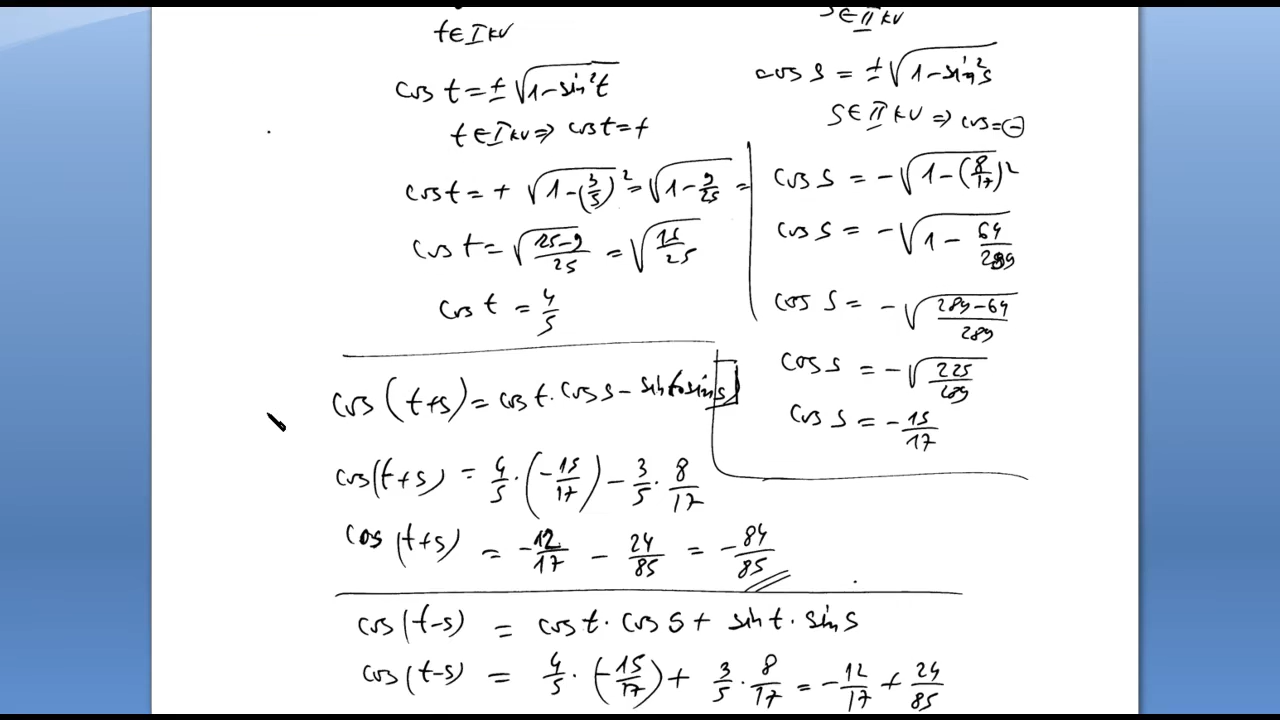 t∈I kv
cos t = ± √(1−sin²t)
t∈I kv ⇒ cos t = +
cos t = + √(1−(3/5)²) = √(1−9/25) =
cos t = √((25−9)/25) = √(15/25)
cos t = 4/5
s∈II kv
cos s = ± √(1−sin²s)
s∈II kv ⇒ cos = −
cos s = −√(1−(8/17)²)
cos s = −√(1−64/289)
cos s = −√((289−64)/289)
cos s = −√(225/289)
cos s = −15/17
cos(t+s) = cos t · cos s − sin t · sin s
cos(t+s) = 4/5 · (−15/17) − 3/5 · 8/17
cos(t+s) = −12/17 − 24/85 = −84/85
cos(t−s) = cos t · cos s + sin t · sin s
cos(t−s) = 4/5 · (−15/17) + 3/5 · 8/17 = −12/17 + 24/85